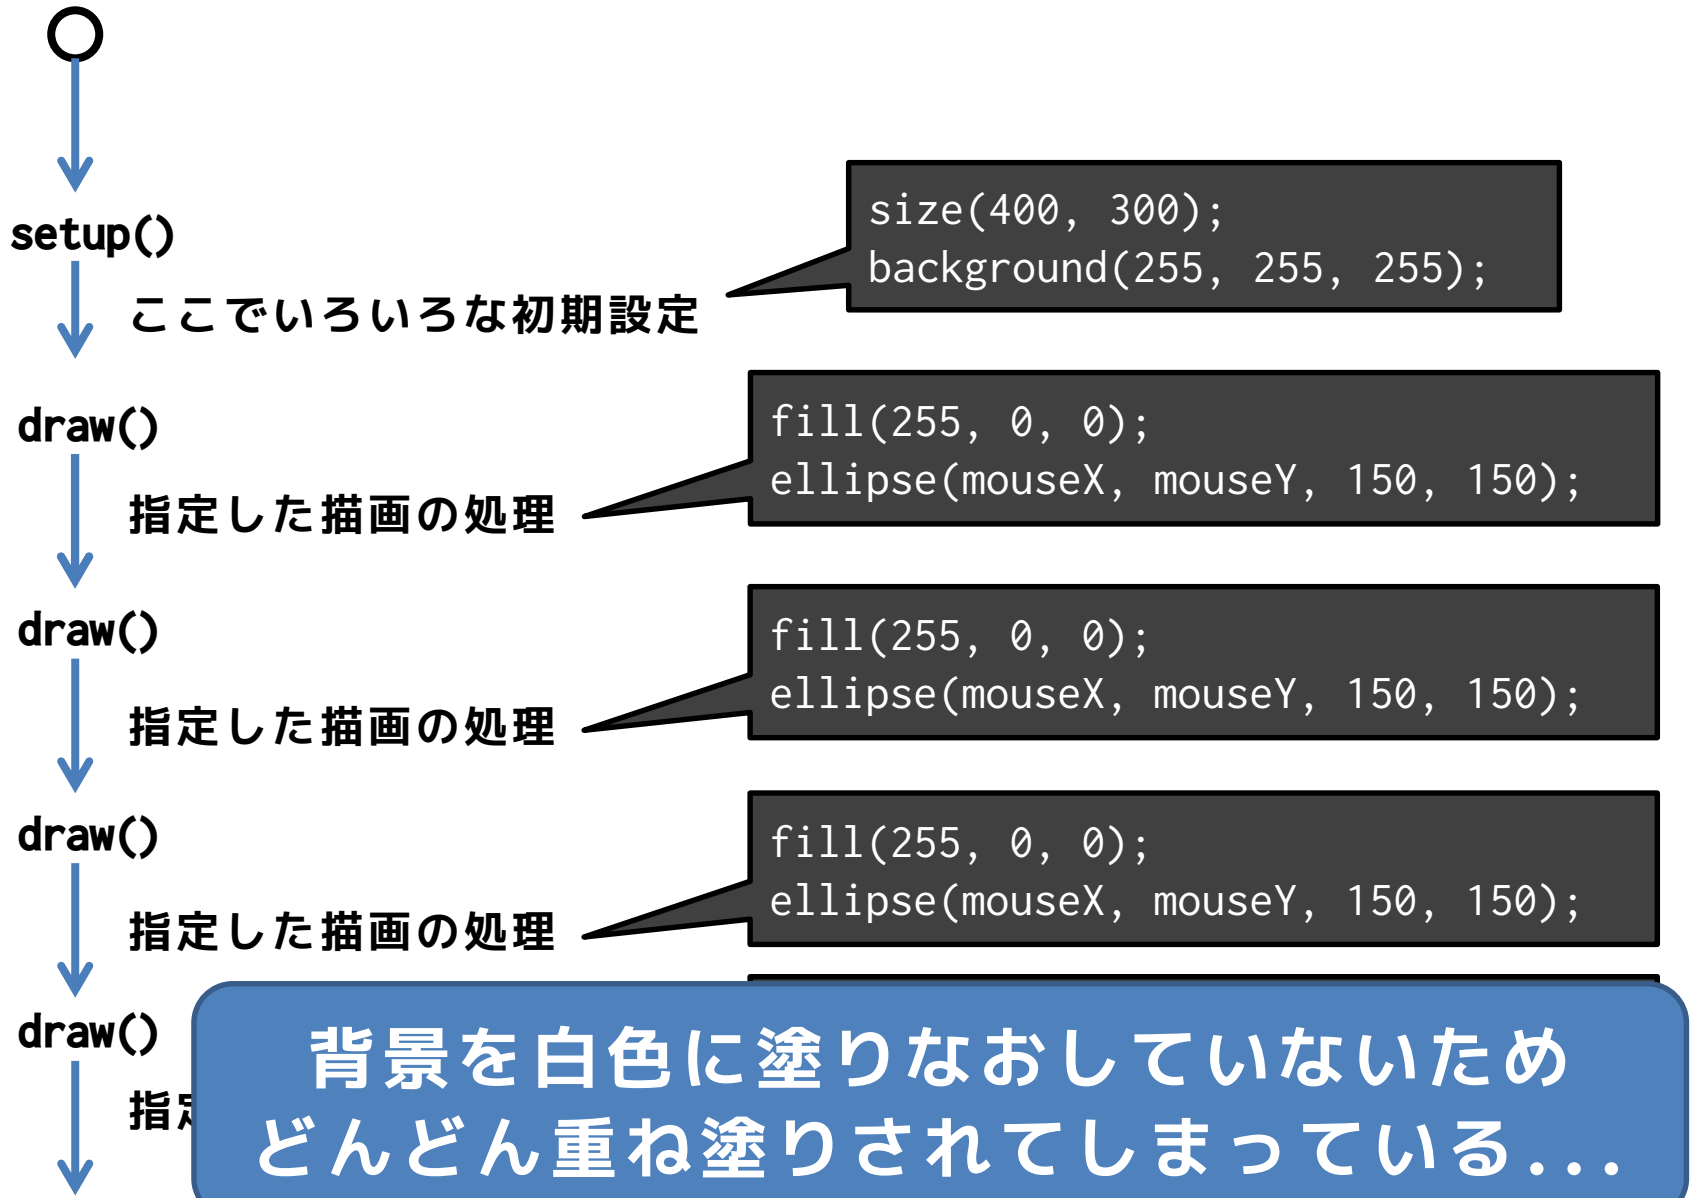 size(400, 300);
background(255, 255, 255);
setup()
ここでいろいろな初期設定
draw()
fill(255, 0, 0);
ellipse(mouseX, mouseY, 150, 150);
指定した描画の処理
draw()
fill(255, 0, 0);
ellipse(mouseX, mouseY, 150, 150);
指定した描画の処理
draw()
fill(255, 0, 0);
ellipse(mouseX, mouseY, 150, 150);
指定した描画の処理
draw()
指
背景を白色に塗りなおしていないため
どんどん重ね塗りされてしまっている...